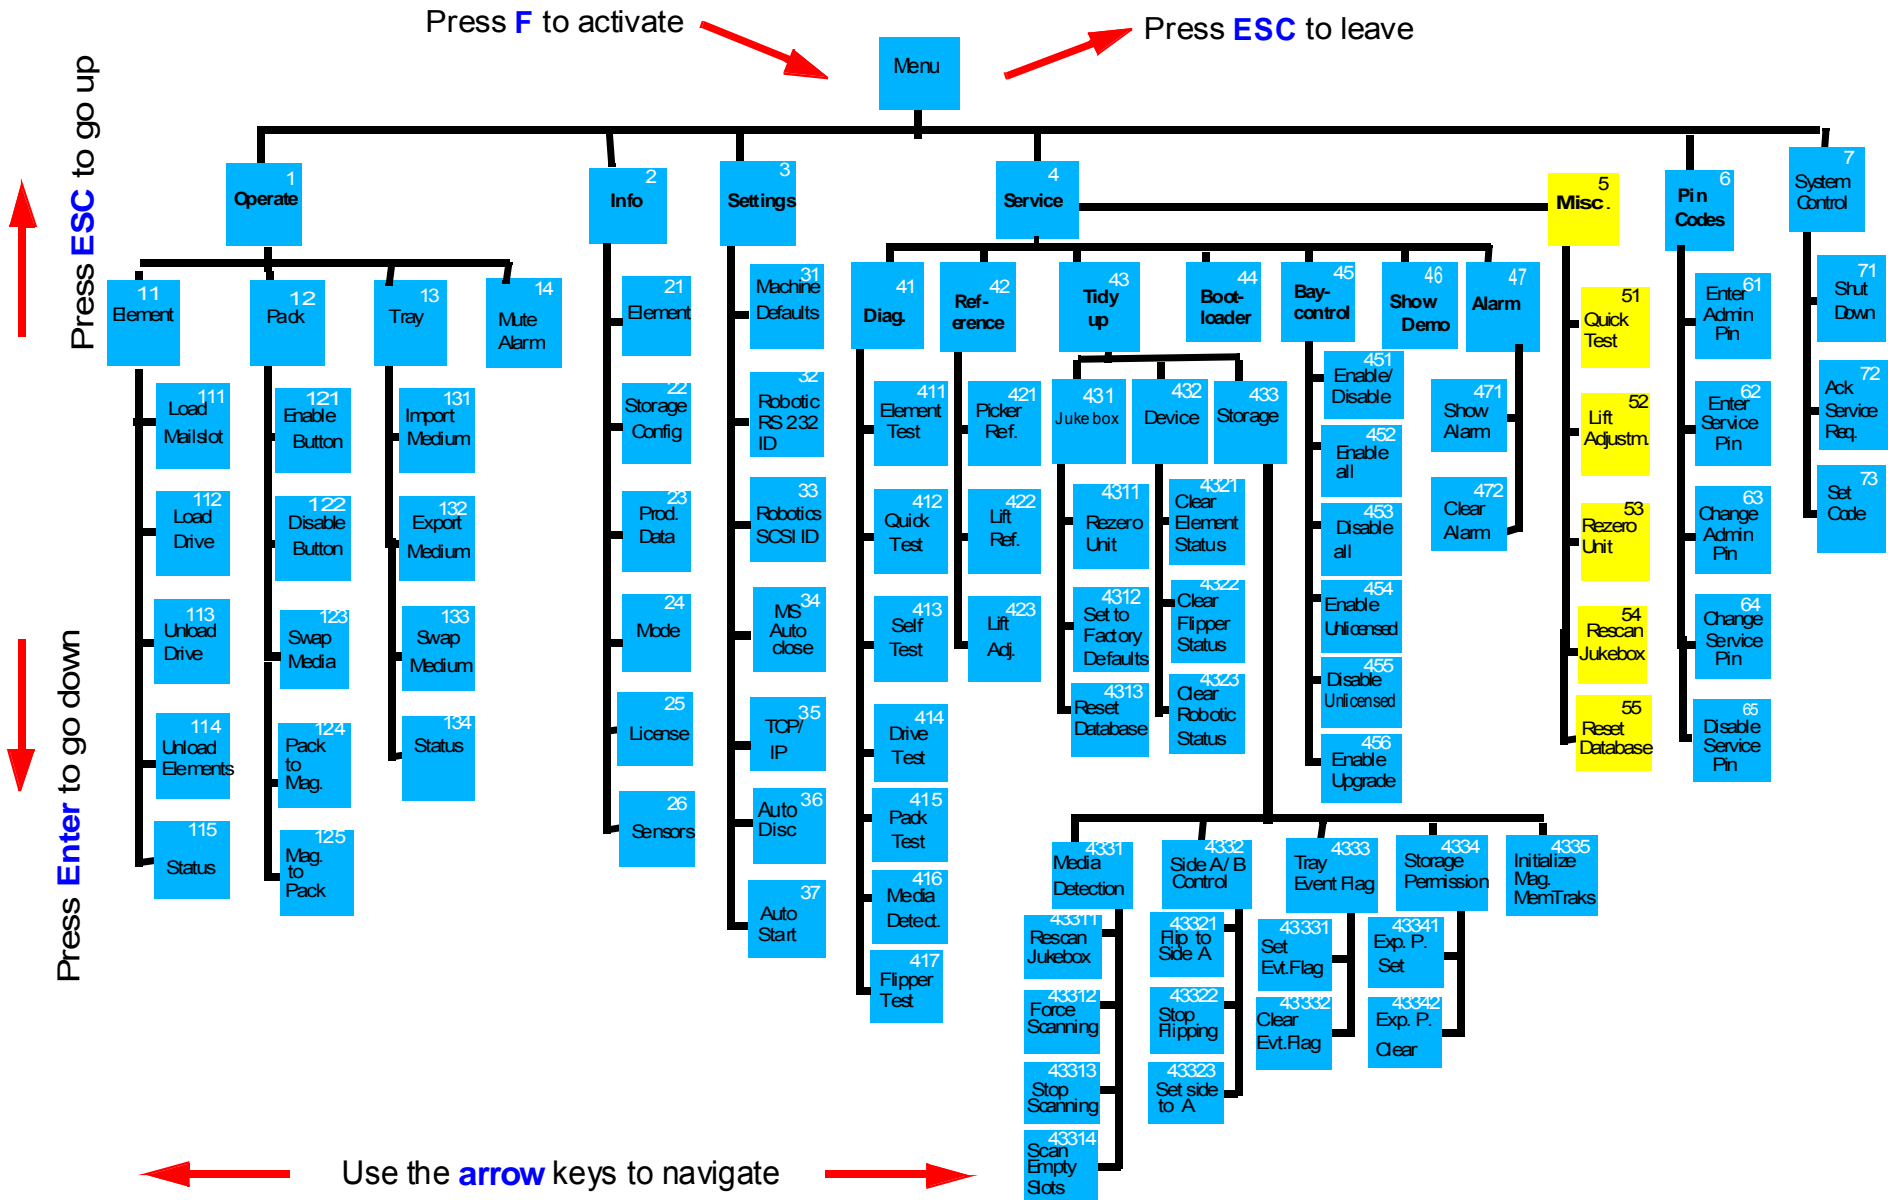 Press F to activate
Press ESC to leave
Menu
Press ESC to go up
Press Enter to go down
1
Operate
2
Info
3
Settings
4
Service
5
Misc.
6
Pin
Codes
7
System
Control
11
Element
12
Pack
13
Tray
14
Mute
Alarm
111
Load
Mailslot
112
Load
Drive
113
Unload
Drive
114
Unload
Elements
115
Status
121
Enable
Button
122
Disable
Button
123
Swap
Media
124
Pack
to
Mag.
125
Mag.
to
Pack
131
Import
Medium
132
Export
Medium
133
Swap
Medium
134
Status
21
Element
22
Storage
Config
23
Prod.
Data
24
Mode
25
License
26
Sensors
31
Machine
Defaults
32
Robotic
RS 232
ID
33
Robotics
SCSI ID
34
MS
Auto
close
35
TCP/
IP
36
Auto
Disc
37
Auto
Start
41
Diag.
42
Ref-
erence
43
Tidy
up
44
Boot-
loader
45
Bay-
control
46
Show
Demo
47
Alarm
411
Element
Test
412
Quick
Test
413
Self
Test
414
Drive
Test
415
Pack
Test
416
Media
Detect.
417
Flipper
Test
421
Picker
Ref.
422
Lift
Ref.
423
Lift
Adj.
431
Jukebox
432
Device
433
Storage
4311
Rezero
Unit
4312
Set to
Factory
Defaults
4313
Reset
Database
4321
Clear
Element
Status
4322
Clear
Flipper
Status
4323
Clear
Robotic
Status
451
Enable/
Disable
452
Enable
all
453
Disable
all
454
Enable
Unlicensed
455
Disable
Unlicensed
456
Enable
Upgrade
471
Show
Alarm
472
Clear
Alarm
51
Quick
Test
52
Lift
Adjustm.
53
Rezero
Unit
54
Rescan
Jukebox
55
Reset
Database
61
Enter
Admin
Pin
62
Enter
Service
Pin
63
Change
Admin
Pin
64
Change
Service
Pin
65
Disable
Service
Pin
71
Shut
Down
72
Ack
Service
Req.
73
Set
Code
4331
Media
Detection
4332
Side A/ B
Control
4333
Tray
Event Flag
4334
Storage
Permission
4335
Initialize
Mag.
MemTraks
43311
Rescan
Jukebox
43312
Force
Scanning
43313
Stop
Scanning
43314
Scan
Empty
Slots
43321
Flip to
Side A
43322
Stop
Flipping
43323
Set side
to A
43331
Set
Evt.Flag
43332
Clear
Evt.Flag
43341
Exp. P.
Set
43342
Exp. P.
Clear
Use the arrow keys to navigate